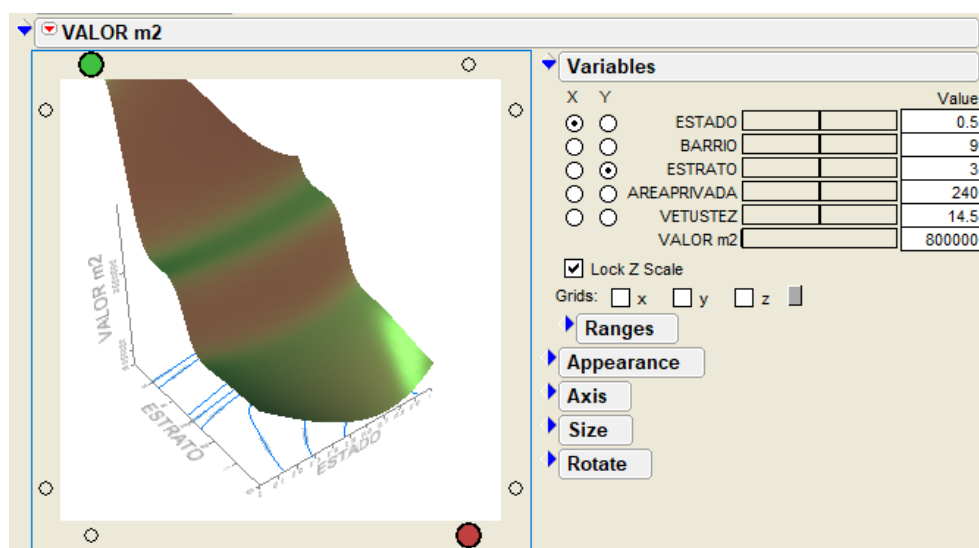 VALOR m2
Variables
X Y Value
ESTADO 0.5
BARRIO 9
ESTRATO 3
AREAPRIVADA 240
VETUSTEZ 14.5
VALOR m2 800000
Lock Z Scale
Grids: x y z
Ranges
Appearance
Axis
Size
Rotate
VALOR m2
ESTRATO
ESTADO